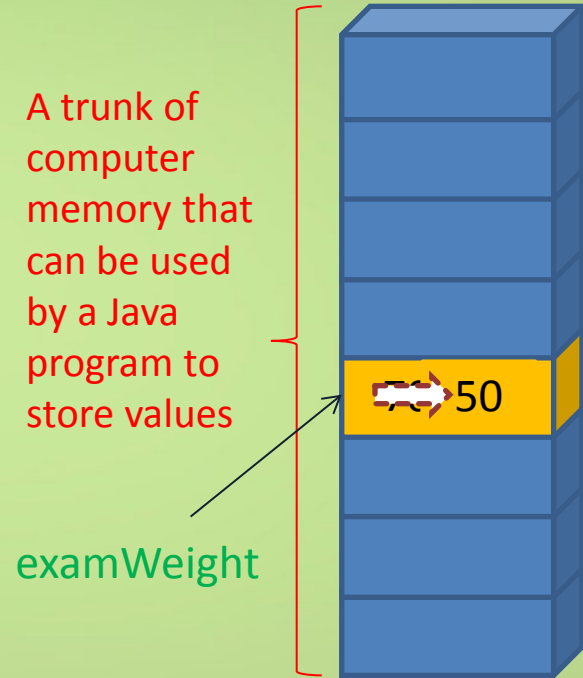 A trunk of
computer
memory that
can be used
by a Java
program to
store values
50
examWeight